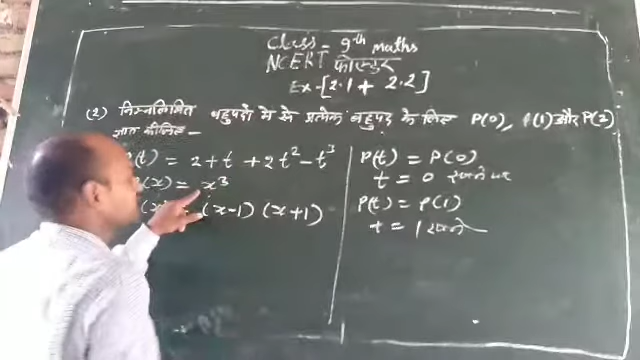 Class = 9th maths
NCERT फोल्डर
Ex-[2.1 + 2.2]
(2) निम्नलिखित बहुपदों में से प्रत्येक बहुपद के लिए P(0), P(1) और P(2)
ज्ञात कीजिए -
(t) = 2 + t + 2t² - t³
(x) = x³
(x) = (x-1) (x+1)
P(t) = P(0)
t = 0 रखने पर
P(t) = P(1)
t = 1 रखने